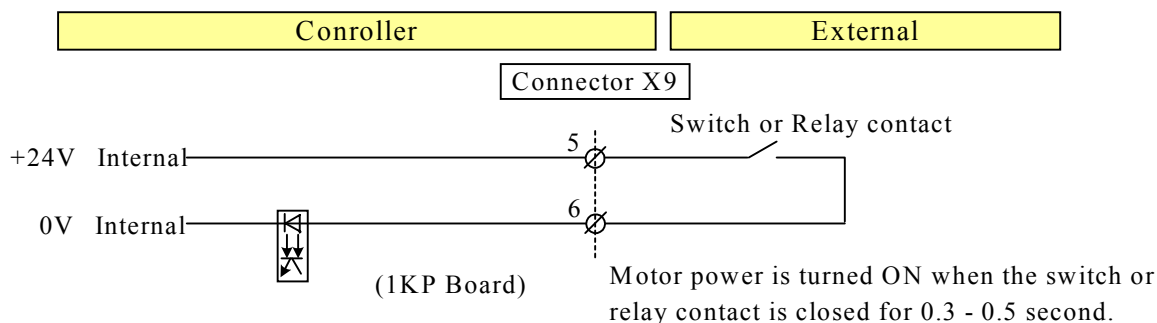 Conroller
External
Connector X9
Switch or Relay contact
+24V Internal
5
0V Internal
6
(1KP Board)
Motor power is turned ON when the switch or
relay contact is closed for 0.3 - 0.5 second.